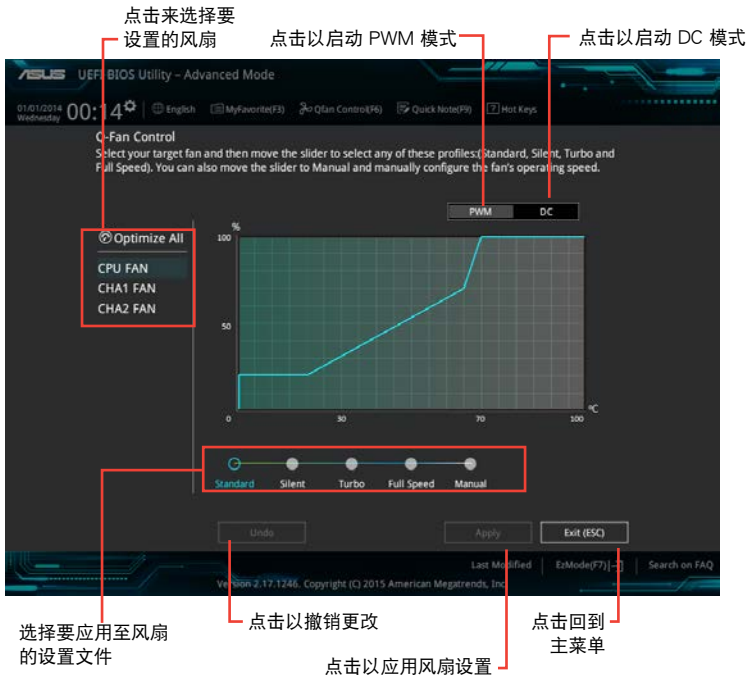 点击来选择要
设置的风扇
点击以启动 PWM 模式
点击以启动 DC 模式
ASUS UEFI BIOS Utility – Advanced Mode
01/01/2014
Wednesday
00:14
English
MyFavorite(F3)
Qfan Control(F6)
Quick Note(F9)
? Hot Keys
Q-Fan Control
Select your target fan and then move the slider to select any of these profiles:(Standard, Silent, Turbo and
Full Speed). You can also move the slider to Manual and manually configure the fan's operating speed.
PWM
DC
Optimize All
CPU FAN
CHA1 FAN
CHA2 FAN
%
100
50
0
30
70
100
°C
Standard
Silent
Turbo
Full Speed
Manual
Undo
Apply
Exit (ESC)
Last Modified
EzMode(F7)
Search on FAQ
Version 2.17.1246. Copyright (C) 2015 American Megatrends, Inc.
选择要应用至风扇
的设置文件
点击以撤销更改
点击以应用风扇设置
点击回到
主菜单